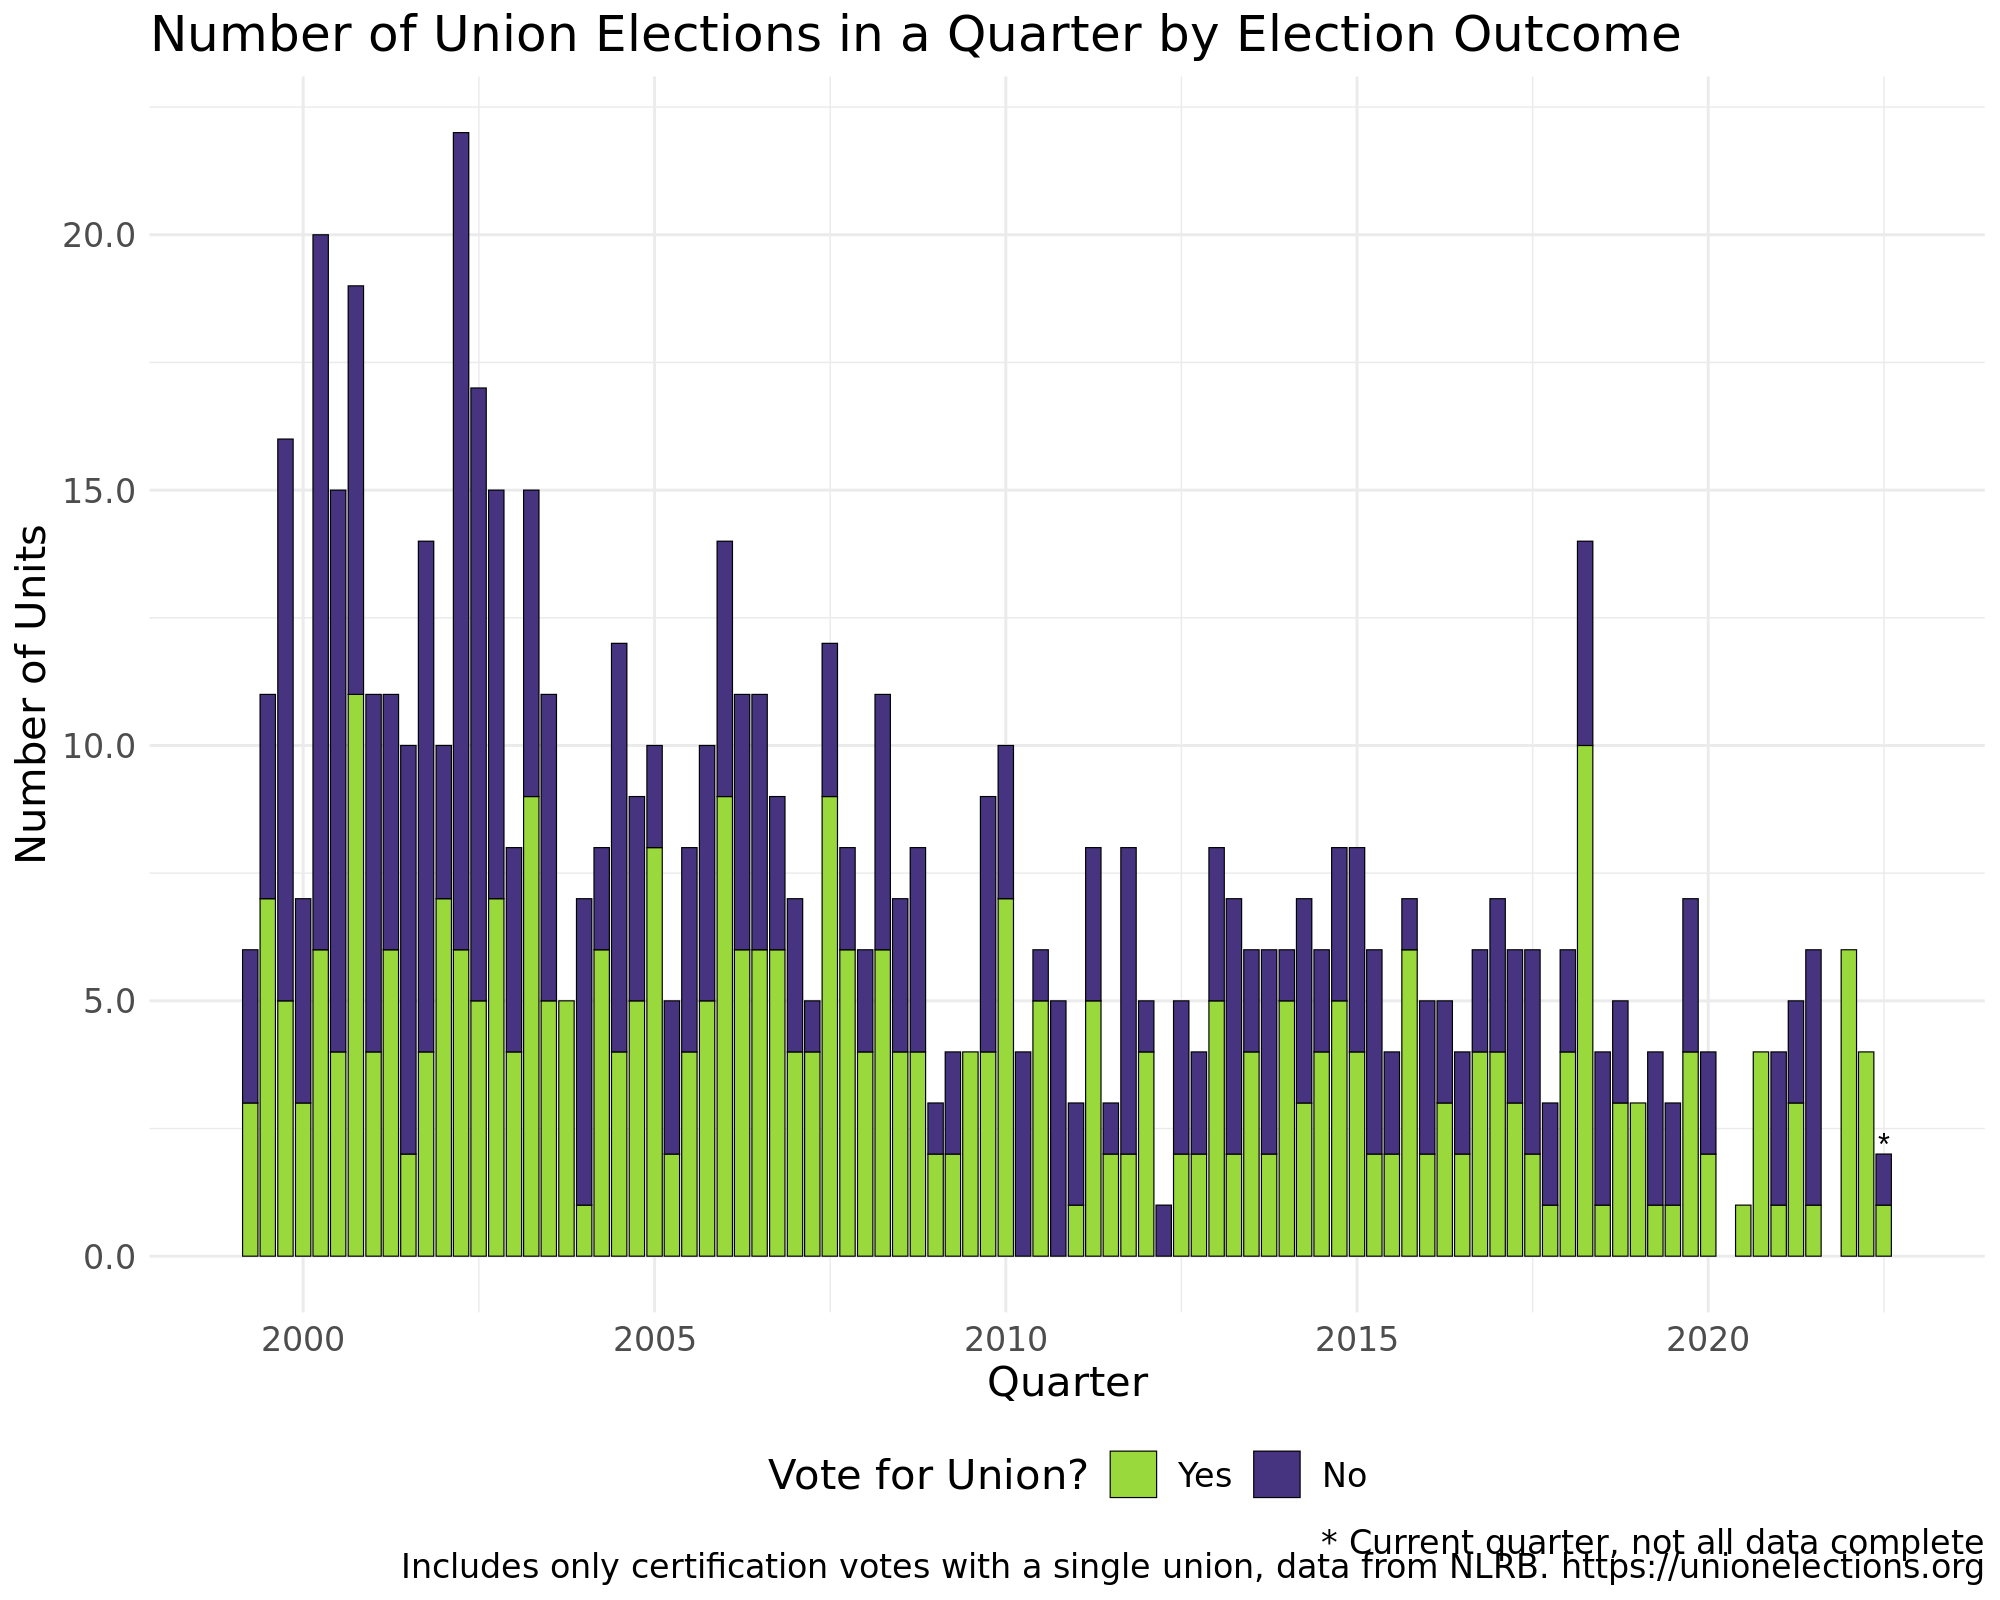 Number of Union Elections in a Quarter by Election Outcome
Number of Units
20.0
15.0
10.0
5.0
0.0
*
2000 2005 2010 2015 2020
Quarter
Vote for Union? Yes No
* Current quarter, not all data complete
Includes only certification votes with a single union, data from NLRB. https://unionelections.org